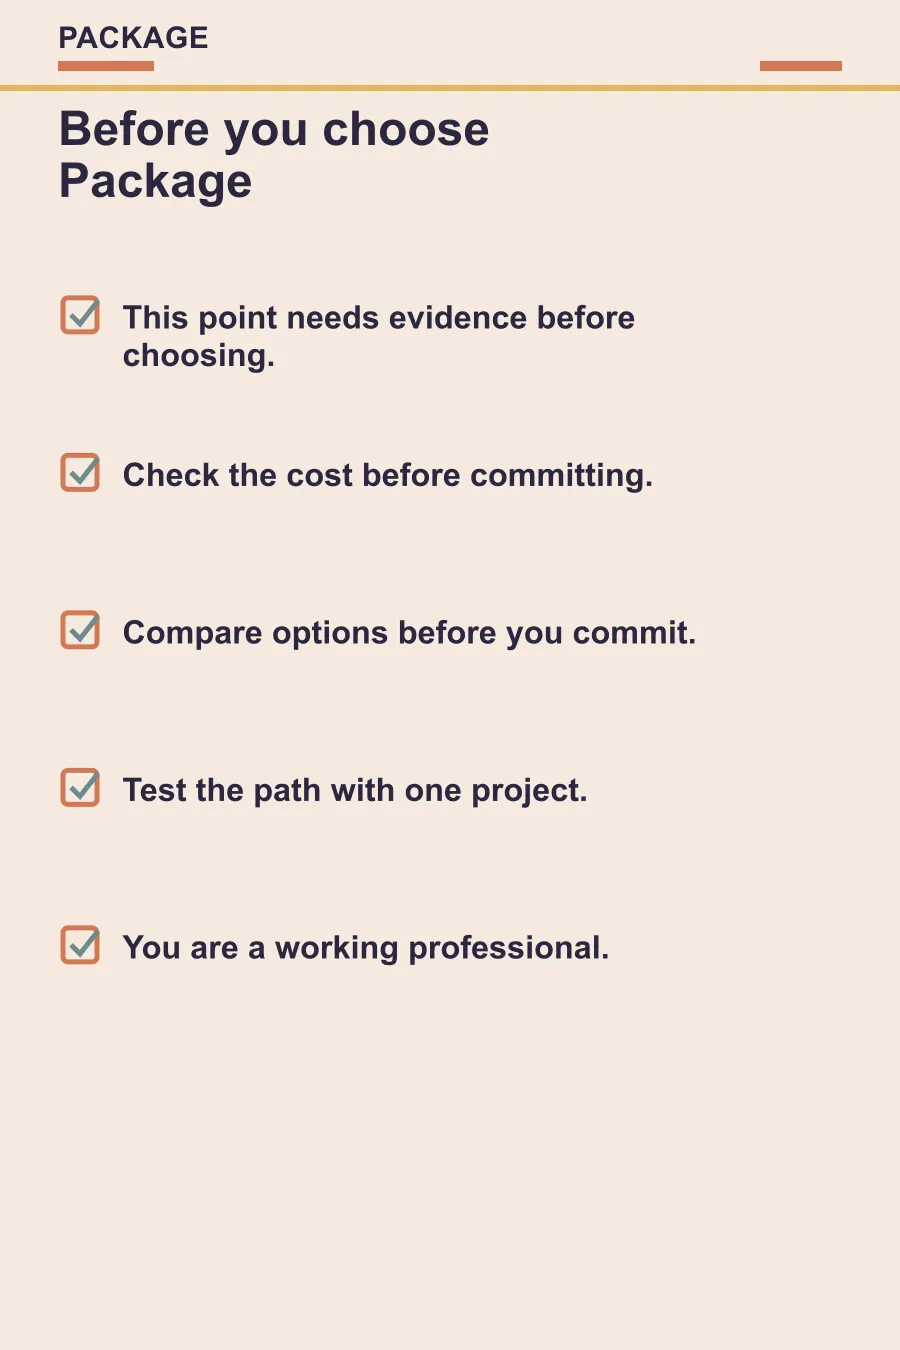 PACKAGE
Before you choose
Package
This point needs evidence before
choosing.
Check the cost before committing.
Compare options before you commit.
Test the path with one project.
You are a working professional.